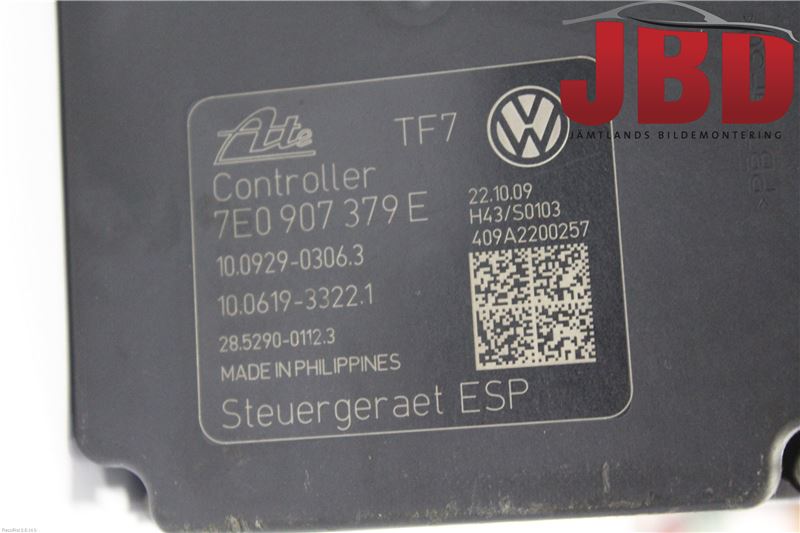 JBD
JÄMTLANDS BILDEMONTERING
Ate
TF7
VW
Controller
7E0 907 379 E
22.10.09
H43/S0103
409A2200257
10.0929-0306.3
10.0619-3322.1
28.5290-0112.3
MADE IN PHILIPPINES
Steuergeraet ESP